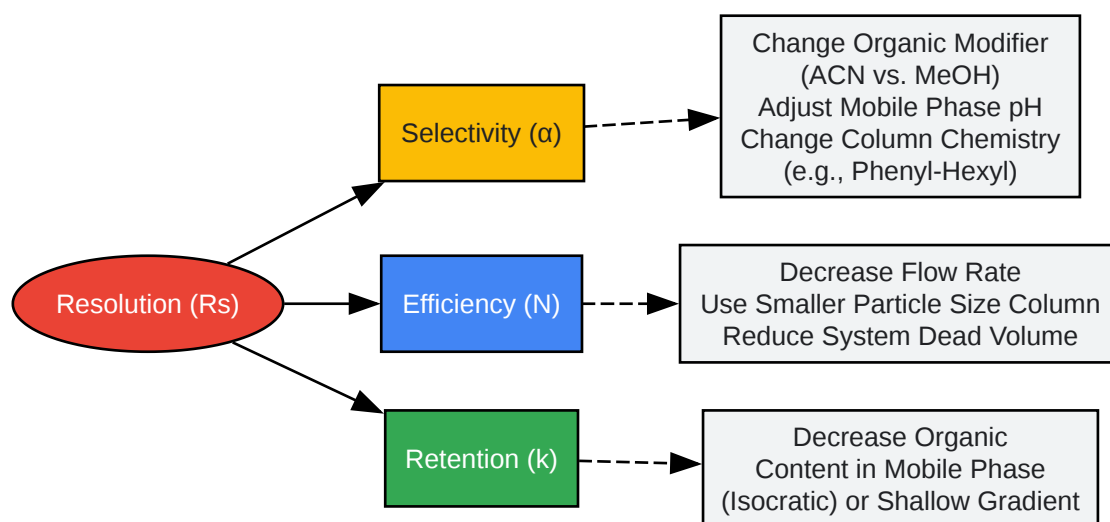 Resolution (Rs)
Selectivity (α)
Change Organic Modifier
(ACN vs. MeOH)
Adjust Mobile Phase pH
Change Column Chemistry
(e.g., Phenyl-Hexyl)
Efficiency (N)
Decrease Flow Rate
Use Smaller Particle Size Column
Reduce System Dead Volume
Retention (k)
Decrease Organic
Content in Mobile Phase
(Isocratic) or Shallow Gradient